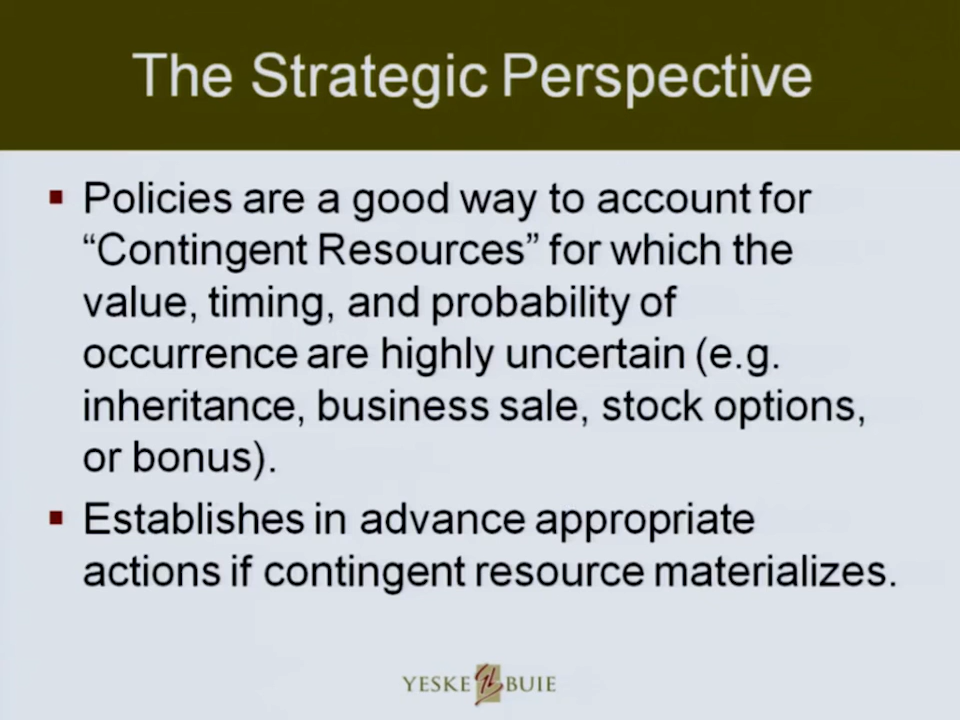 The Strategic Perspective
Policies are a good way to account for
“Contingent Resources” for which the
value, timing, and probability of
occurrence are highly uncertain (e.g.
inheritance, business sale, stock options,
or bonus).
Establishes in advance appropriate
actions if contingent resource materializes.
YESKE BUIE